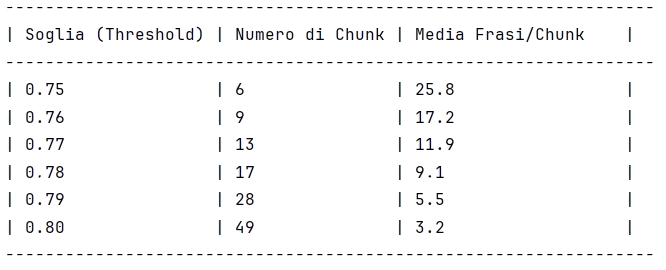 -----------------------------------------------------------------
| Soglia (Threshold) | Numero di Chunk | Media Frasi/Chunk    |
-----------------------------------------------------------------
| 0.75               | 6               | 25.8                 |
| 0.76               | 9               | 17.2                 |
| 0.77               | 13              | 11.9                 |
| 0.78               | 17              | 9.1                  |
| 0.79               | 28              | 5.5                  |
| 0.80               | 49              | 3.2                  |
-----------------------------------------------------------------